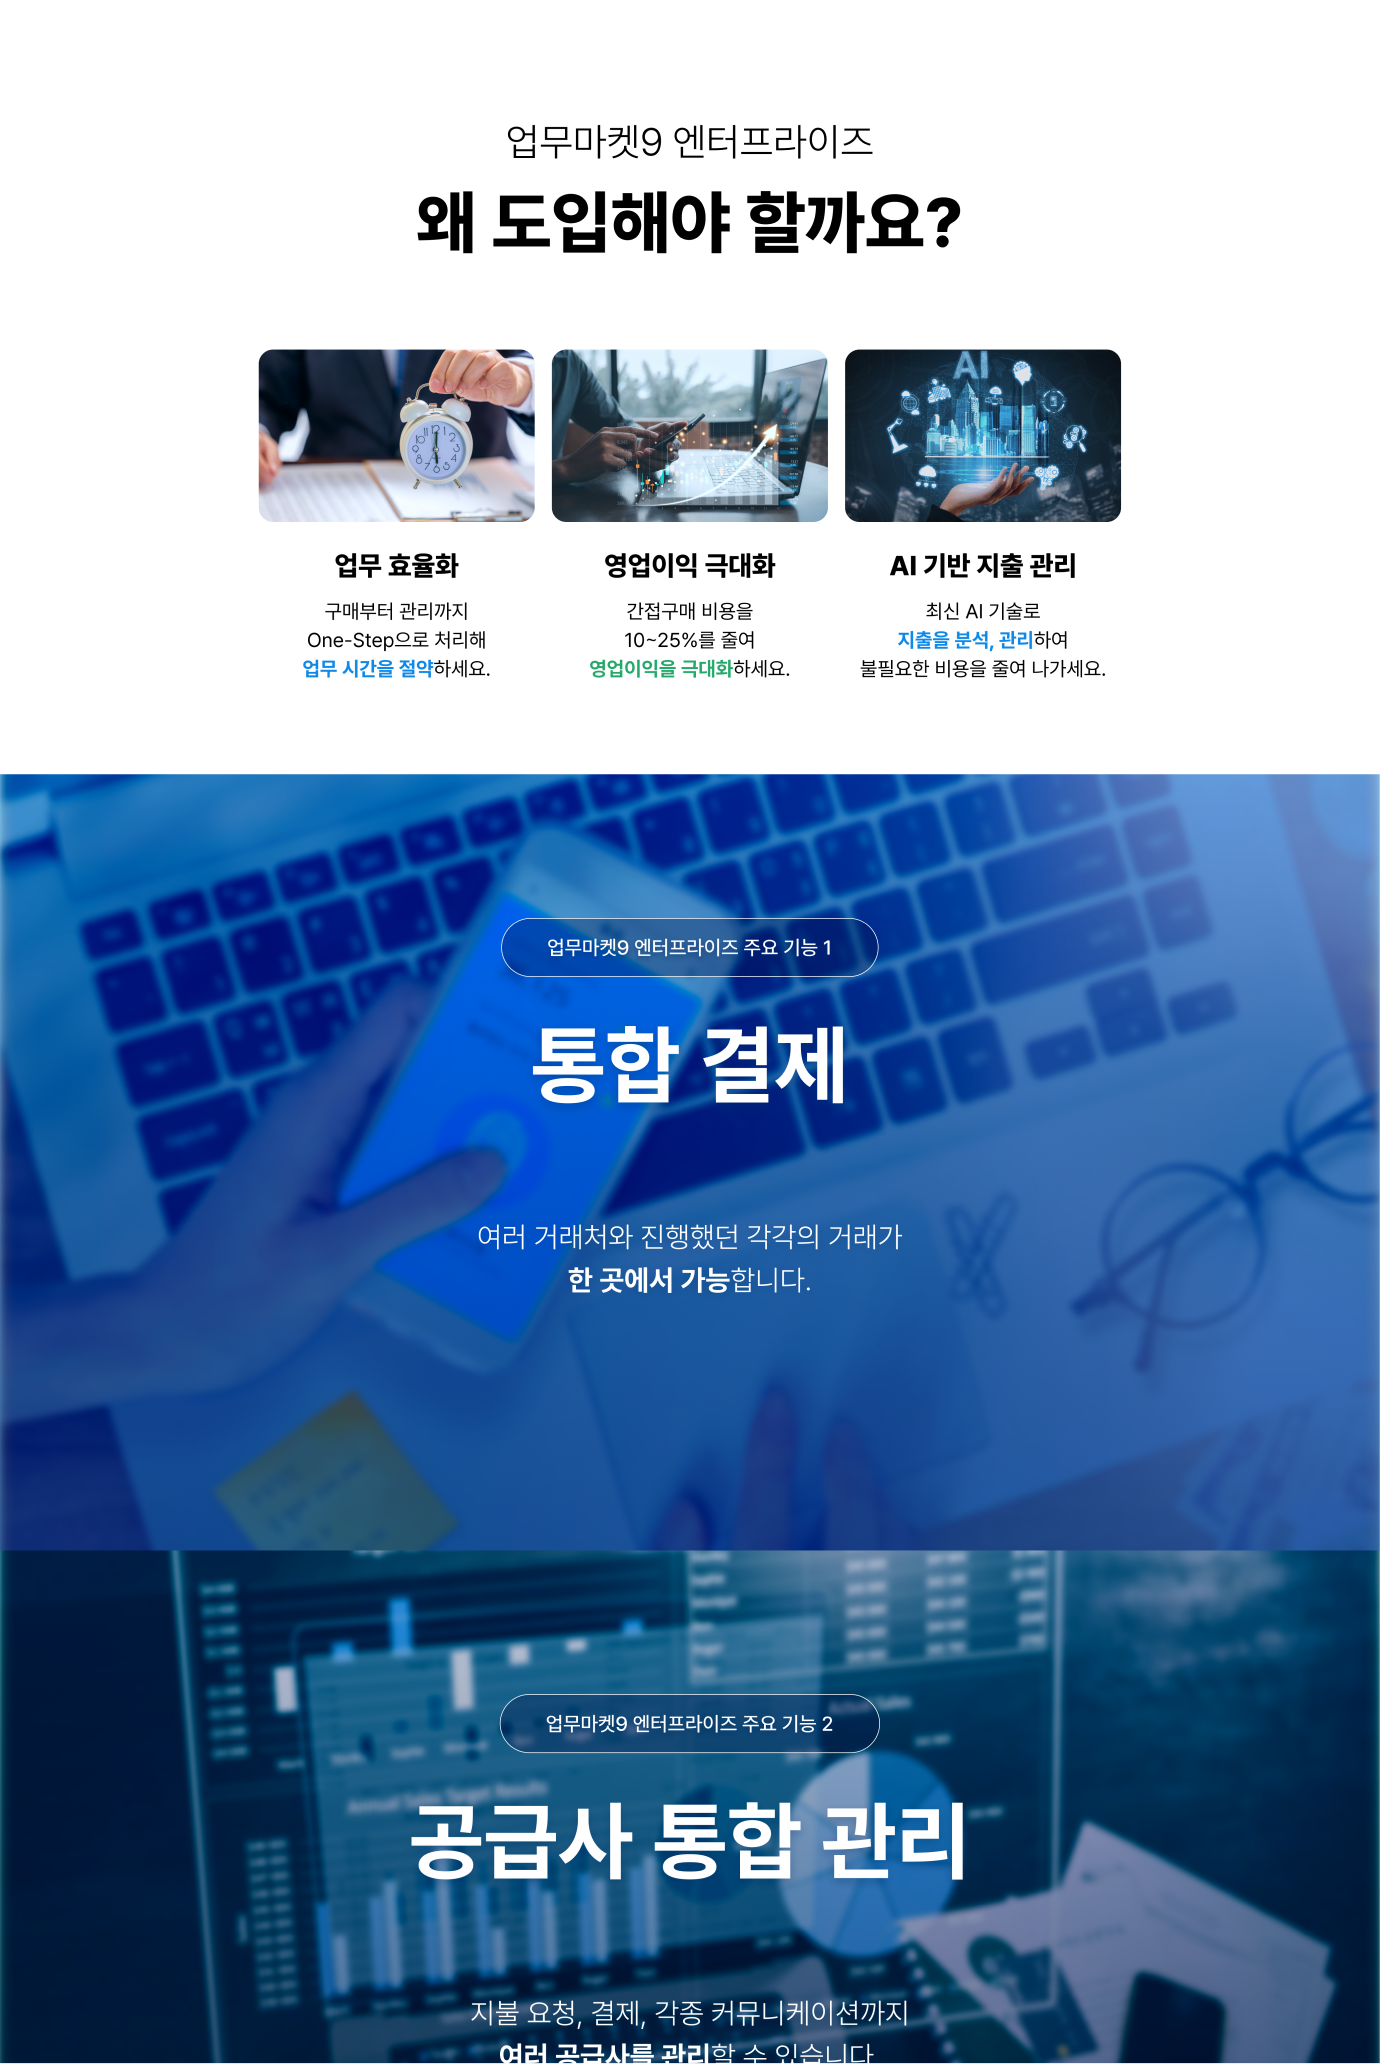 업무마켓9 엔터프라이즈
왜 도입해야 할까요?
AI
업무 효율화
구매부터 관리까지
One-Step으로 처리해
업무 시간을 절약하세요.
영업이익 극대화
간접구매 비용을
10~25%를 줄여
영업이익을 극대화하세요.
AI 기반 지출 관리
최신 AI 기술로
지출을 분석, 관리하여
불필요한 비용을 줄여 나가세요.
업무마켓9 엔터프라이즈 주요 기능 1
통합 결제
여러 거래처와 진행했던 각각의 거래가
한 곳에서 가능합니다.
업무마켓9 엔터프라이즈 주요 기능 2
Annual Sales Target Results
공급사 통합 관리
지불 요청, 결제, 각종 커뮤니케이션까지
여러 공급사를 관리할 수 있습니다